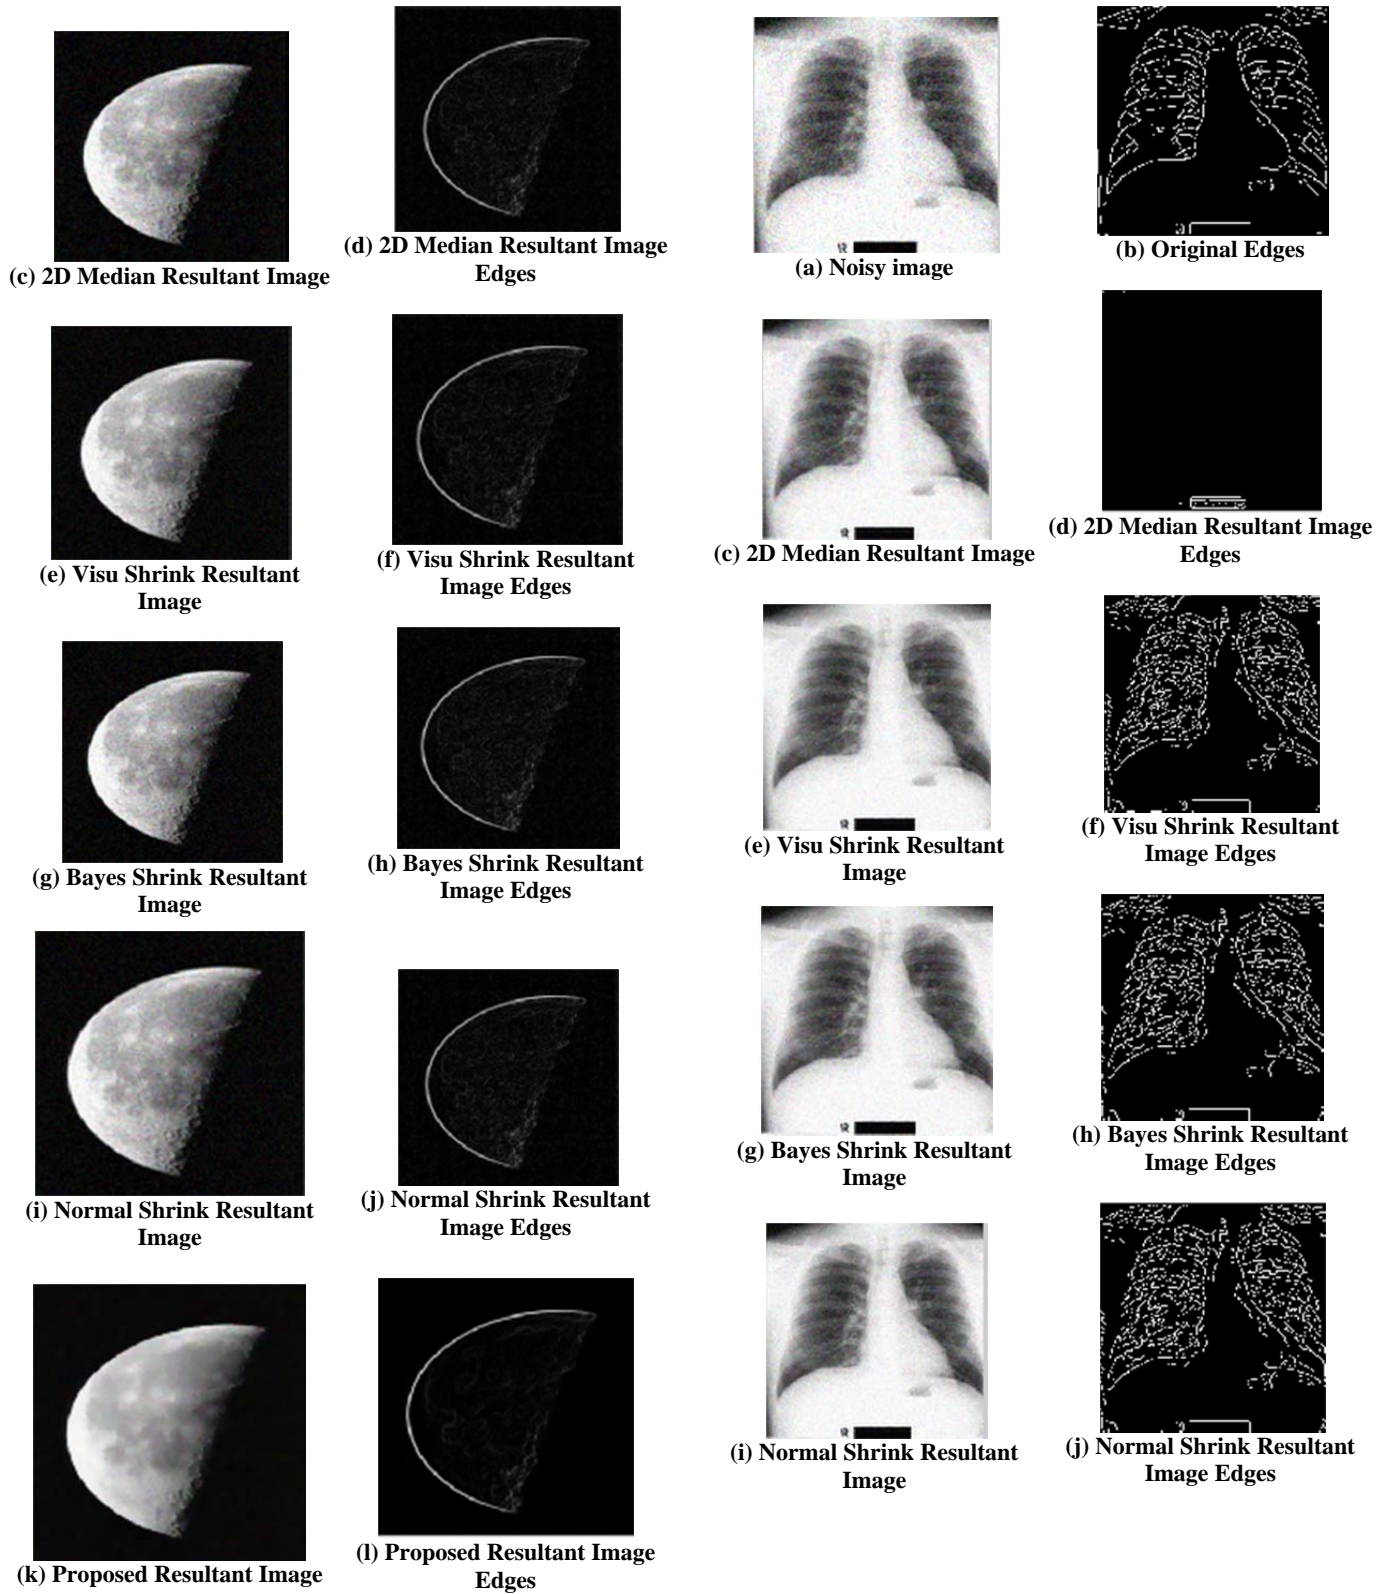 (c) 2D Median Resultant Image
(d) 2D Median Resultant Image
Edges
(e) Visu Shrink Resultant
Image
(f) Visu Shrink Resultant
Image Edges
(g) Bayes Shrink Resultant
Image
(h) Bayes Shrink Resultant
Image Edges
(i) Normal Shrink Resultant
Image
(j) Normal Shrink Resultant
Image Edges
(k) Proposed Resultant Image
(l) Proposed Resultant Image
Edges
(a) Noisy image
(b) Original Edges
(c) 2D Median Resultant Image
(d) 2D Median Resultant Image
Edges
(e) Visu Shrink Resultant
Image
(f) Visu Shrink Resultant
Image Edges
(g) Bayes Shrink Resultant
Image
(h) Bayes Shrink Resultant
Image Edges
(i) Normal Shrink Resultant
Image
(j) Normal Shrink Resultant
Image Edges